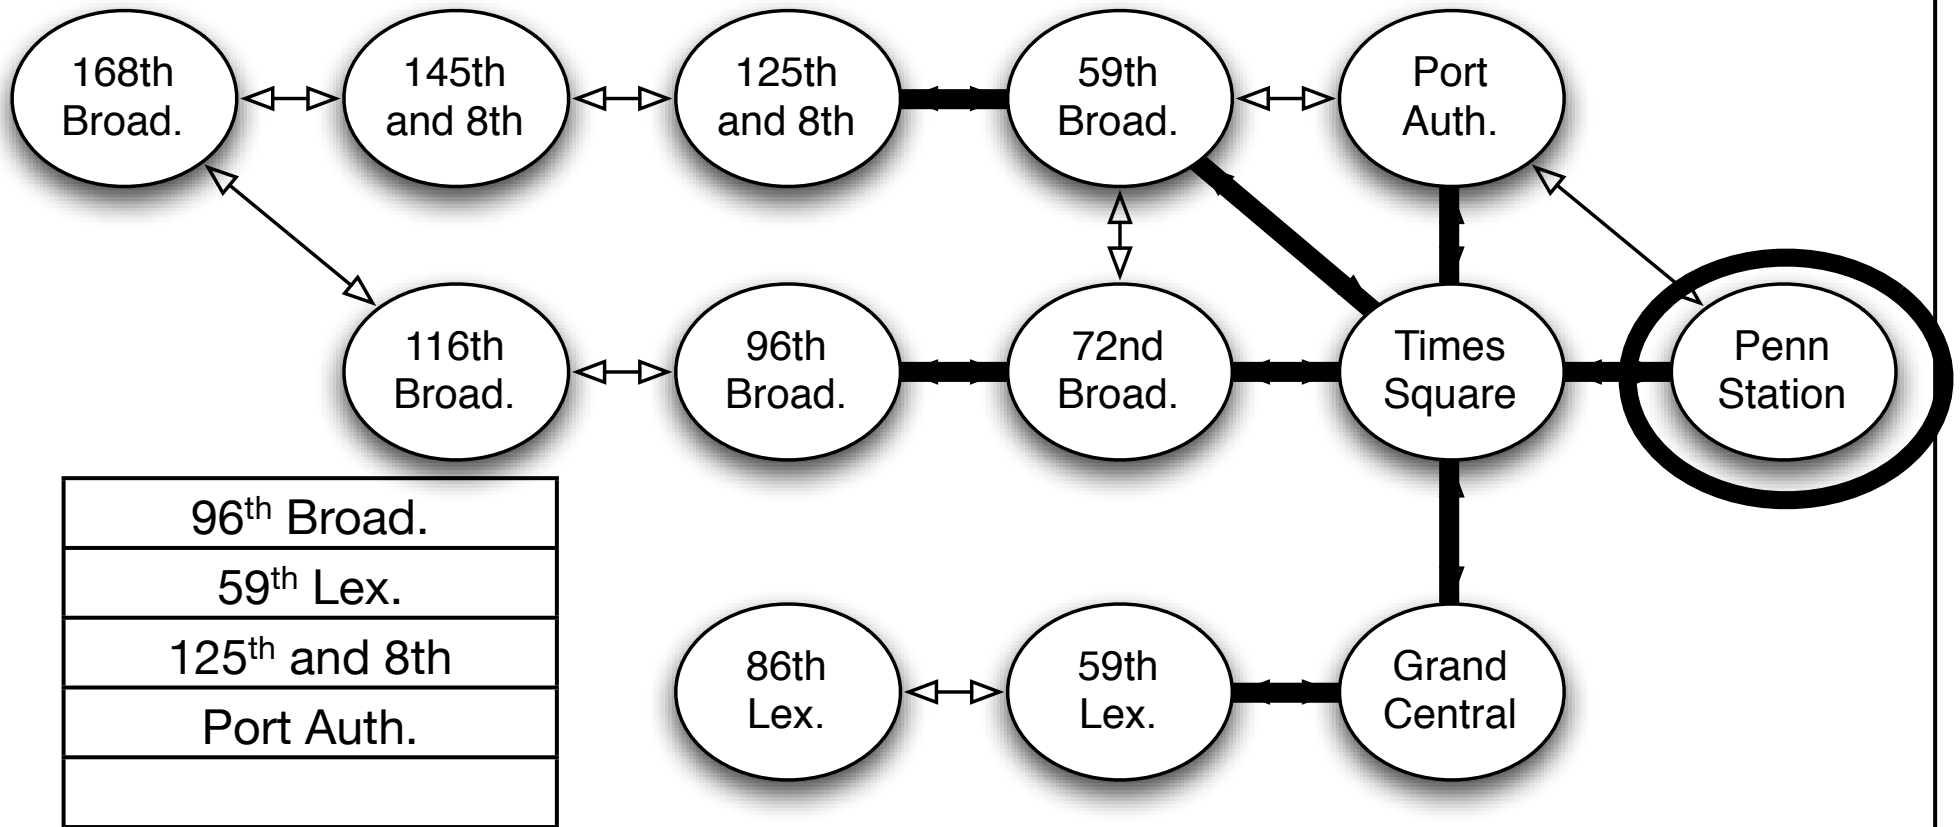 168th
Broad.
145th
and 8th
125th
and 8th
59th
Broad.
Port
Auth.
116th
Broad.
96th
Broad.
72nd
Broad.
Times
Square
Penn
Station
96th Broad.
59th Lex.
125th and 8th
Port Auth.
86th
Lex.
59th
Lex.
Grand
Central